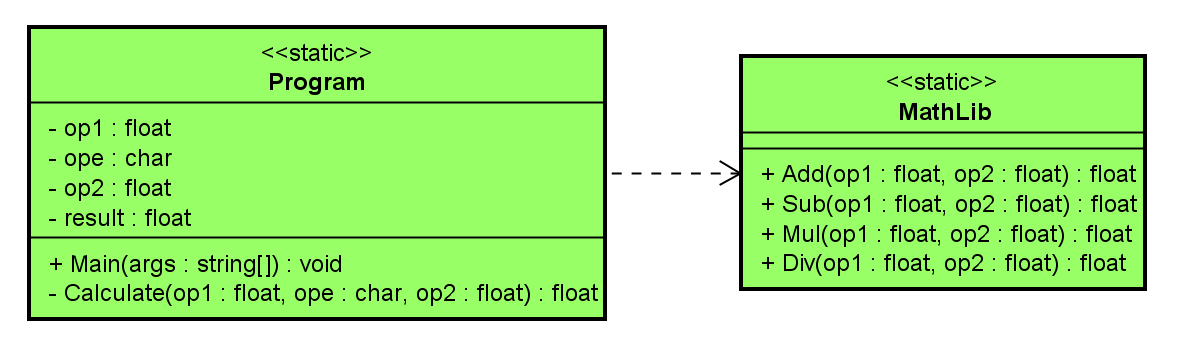 <<static>>
Program
- op1 : float
- ope : char
- op2 : float
- result : float
+ Main(args : string[]) : void
- Calculate(op1 : float, ope : char, op2 : float) : float
<<static>>
MathLib
+ Add(op1 : float, op2 : float) : float
+ Sub(op1 : float, op2 : float) : float
+ Mul(op1 : float, op2 : float) : float
+ Div(op1 : float, op2 : float) : float